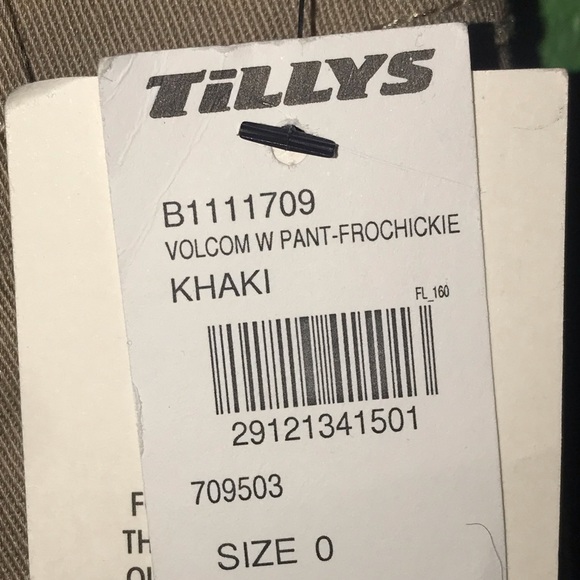 TiLLYS
B1111709
VOLCOM W PANT-FROCHICKIE
KHAKI
FL_160
29121341501
709503
SIZE 0